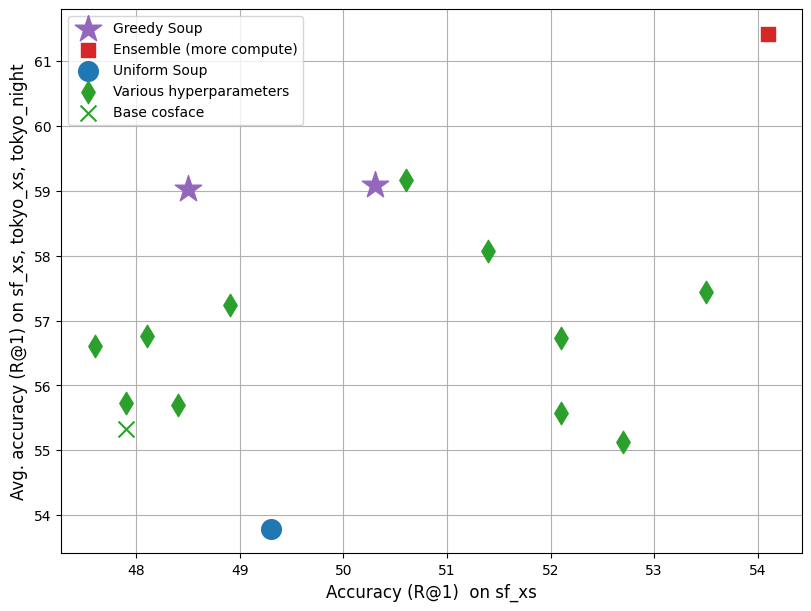 Greedy Soup
Ensemble (more compute)
Uniform Soup
Various hyperparameters
Base cosface
Avg. accuracy (R@1) on sf_xs, tokyo_xs, tokyo_night
61
60
59
58
57
56
55
54
48 49 50 51 52 53 54
Accuracy (R@1)  on sf_xs